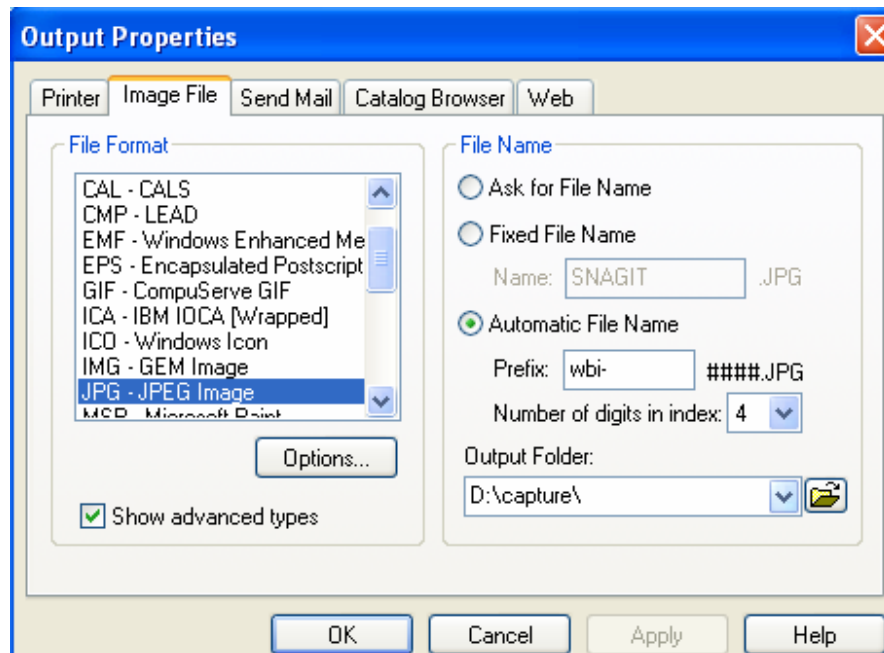 Output Properties
Printer
Image File
Send Mail
Catalog Browser
Web
File Format
CAL - CALS
CMP - LEAD
EMF - Windows Enhanced Me
EPS - Encapsulated Postscript
GIF - CompuServe GIF
ICA - IBM IOCA [Wrapped]
ICO - Windows Icon
IMG - GEM Image
JPG - JPEG Image
MSP - Microsoft Paint
Options...
Show advanced types
File Name
Ask for File Name
Fixed File Name
Name: SNAGIT .JPG
Automatic File Name
Prefix: wbi- ####.JPG
Number of digits in index: 4
Output Folder:
D:\capture\
OK
Cancel
Apply
Help